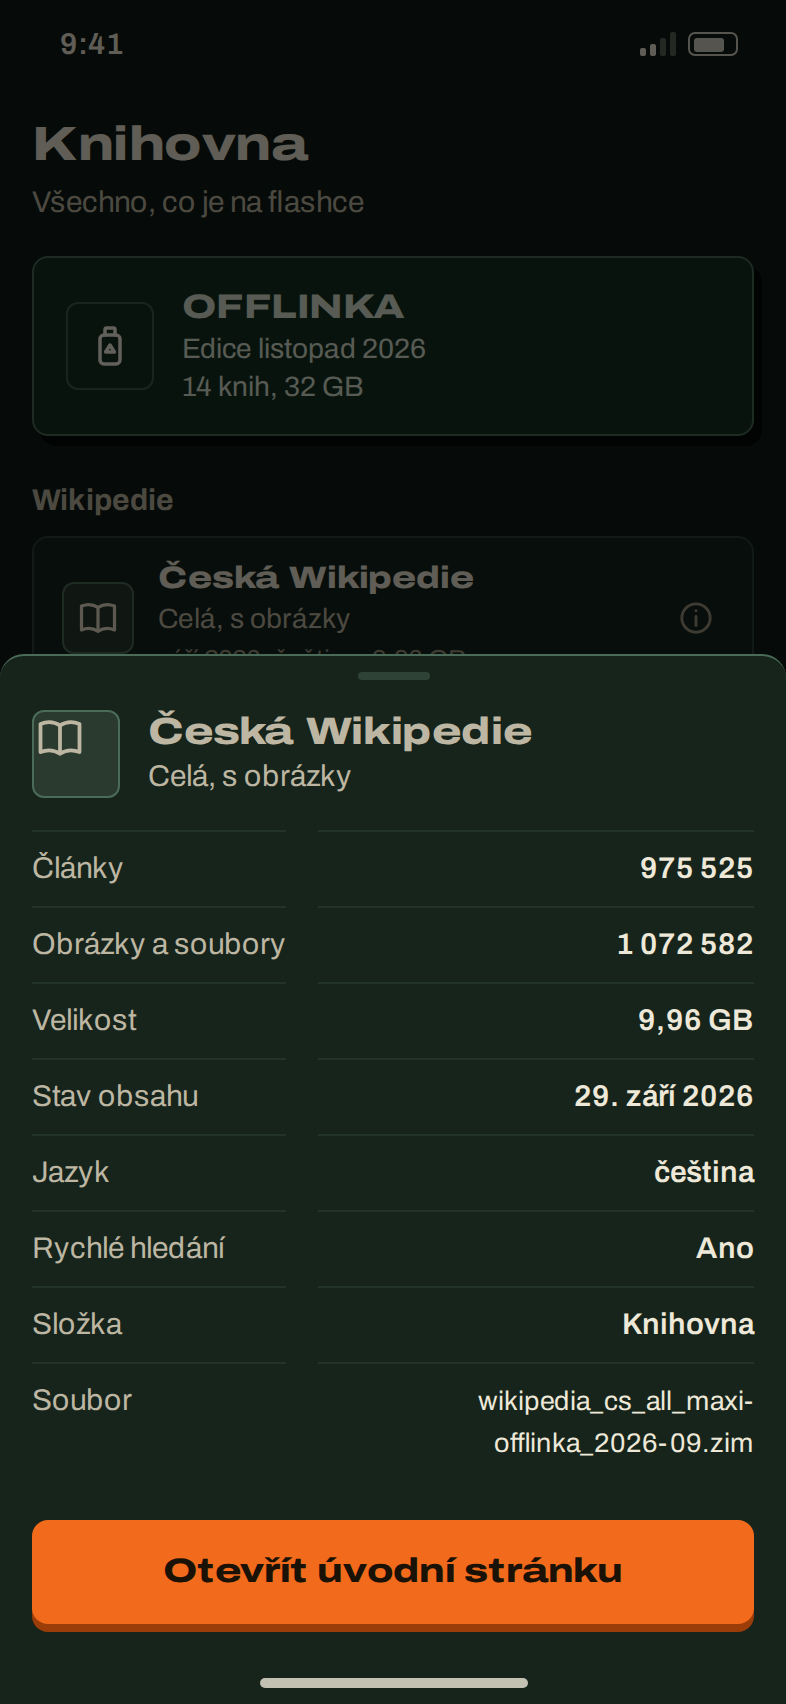 9:41
Knihovna
Všechno, co je na flashce
OFFLINKA
Edice listopad 2026
14 knih, 32 GB
Wikipedie
Česká Wikipedie
Celá, s obrázky
Česká Wikipedie
Celá, s obrázky
Články 975 525
Obrázky a soubory 1 072 582
Velikost 9,96 GB
Stav obsahu 29. září 2026
Jazyk čeština
Rychlé hledání Ano
Složka Knihovna
Soubor wikipedia_cs_all_maxi-
offlinka_2026-09.zim
Otevřít úvodní stránku